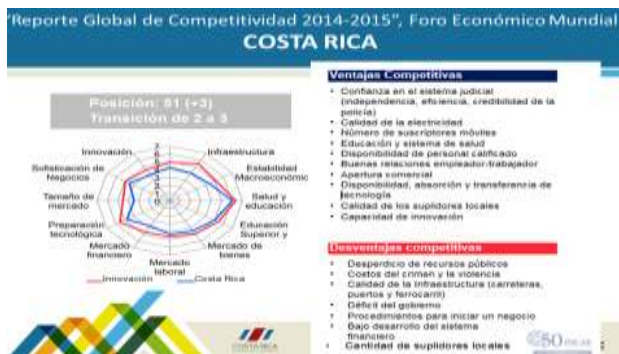 "Reporte Global de Competitividad 2014-2015", Foro Económico Mundial
COSTA RICA
Posición: 51 (+3)
Transición de 2 a 3
Innovación
Infraestructura
Sofisticación de
Negocios
Estabilidad
Macroeconómic
Tamaño de
mercado
Salud y
educación
Preparación
tecnológica
Educación
Superior y
Mercado
financiero
Mercado de
bienes
Mercado
laboral
Innovación
Costa Rica
Ventajas Competitivas
• Confianza en el sistema judicial
(independencia, eficiencia, credibilidad de la
policía)
• Calidad de la electricidad
• Número de suscriptores móviles
• Educación y sistema de salud
• Disponibilidad de personal calificado
• Buenas relaciones empleador-trabajador
• Apertura comercial
• Disponibilidad, absorción y transferencia de
tecnología
• Calidad de los suplidores locales
• Capacidad de innovación
Desventajas competitivas
• Desperdicio de recursos públicos
• Costos del crimen y la violencia
• Calidad de la infraestructura (carreteras,
puertos y ferrocarril)
• Déficit del gobierno
• Procedimientos para iniciar un negocio
• Bajo desarrollo del sistema
financiero
• Cantidad de suplidores locales
COSTA RICA
50